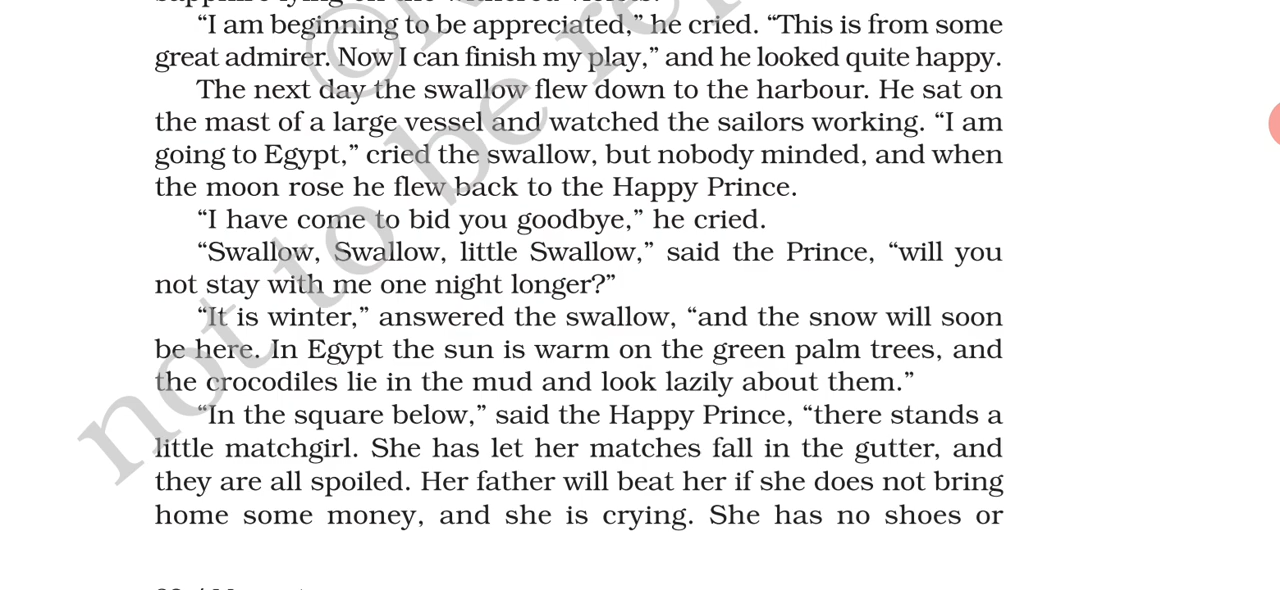 “I am beginning to be appreciated,” he cried. “This is from some
great admirer. Now I can finish my play,” and he looked quite happy.
The next day the swallow flew down to the harbour. He sat on
the mast of a large vessel and watched the sailors working. “I am
going to Egypt,” cried the swallow, but nobody minded, and when
the moon rose he flew back to the Happy Prince.
“I have come to bid you goodbye,” he cried.
“Swallow, Swallow, little Swallow,” said the Prince, “will you
not stay with me one night longer?”
“It is winter,” answered the swallow, “and the snow will soon
be here. In Egypt the sun is warm on the green palm trees, and
the crocodiles lie in the mud and look lazily about them.”
“In the square below,” said the Happy Prince, “there stands a
little matchgirl. She has let her matches fall in the gutter, and
they are all spoiled. Her father will beat her if she does not bring
home some money, and she is crying. She has no shoes or
not to be